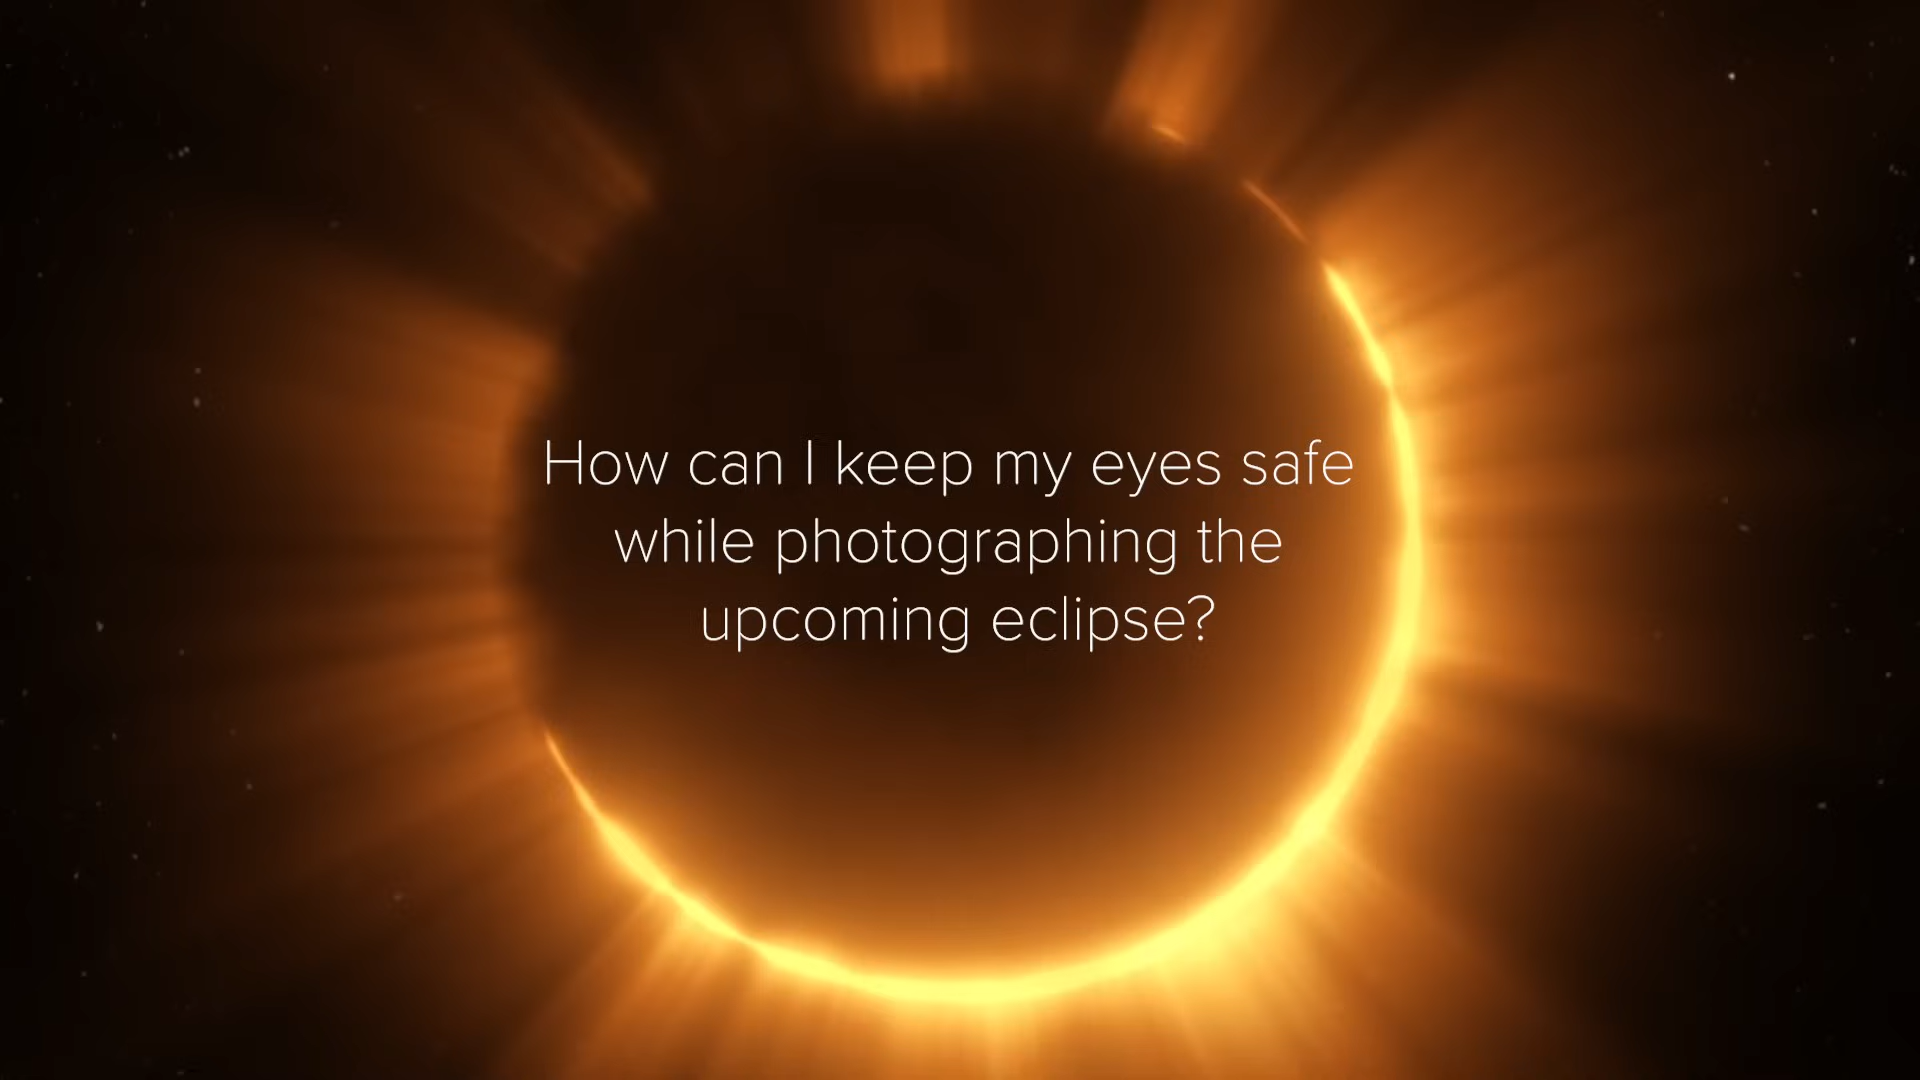 How can I keep my eyes safe
while photographing the
upcoming eclipse?